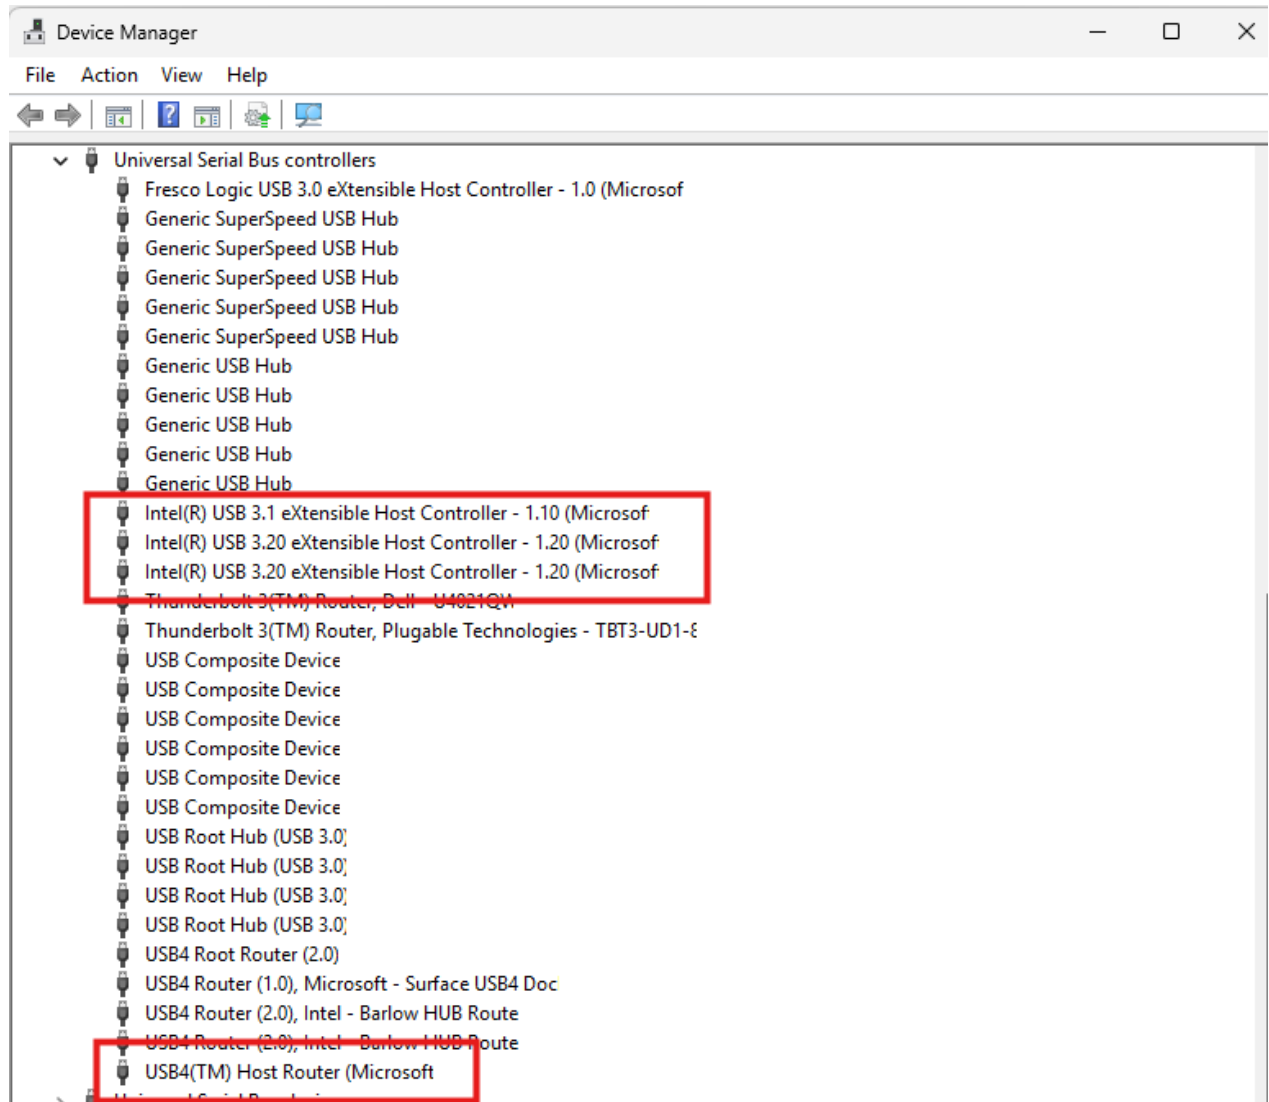 Device Manager
File Action View Help
Universal Serial Bus controllers
Fresco Logic USB 3.0 eXtensible Host Controller - 1.0 (Microsof
Generic SuperSpeed USB Hub
Generic SuperSpeed USB Hub
Generic SuperSpeed USB Hub
Generic SuperSpeed USB Hub
Generic SuperSpeed USB Hub
Generic USB Hub
Generic USB Hub
Generic USB Hub
Generic USB Hub
Generic USB Hub
Intel(R) USB 3.1 eXtensible Host Controller - 1.10 (Microsof
Intel(R) USB 3.20 eXtensible Host Controller - 1.20 (Microsof
Intel(R) USB 3.20 eXtensible Host Controller - 1.20 (Microsof
Thunderbolt 3(TM) Router, Dell - U4021QW
Thunderbolt 3(TM) Router, Plugable Technologies - TBT3-UD1-8
USB Composite Device
USB Composite Device
USB Composite Device
USB Composite Device
USB Composite Device
USB Composite Device
USB Root Hub (USB 3.0)
USB Root Hub (USB 3.0)
USB Root Hub (USB 3.0)
USB Root Hub (USB 3.0)
USB4 Root Router (2.0)
USB4 Router (1.0), Microsoft - Surface USB4 Doc
USB4 Router (2.0), Intel - Barlow HUB Route
USB4 Router (2.0), Intel - Barlow HUB Route
USB4(TM) Host Router (Microsoft